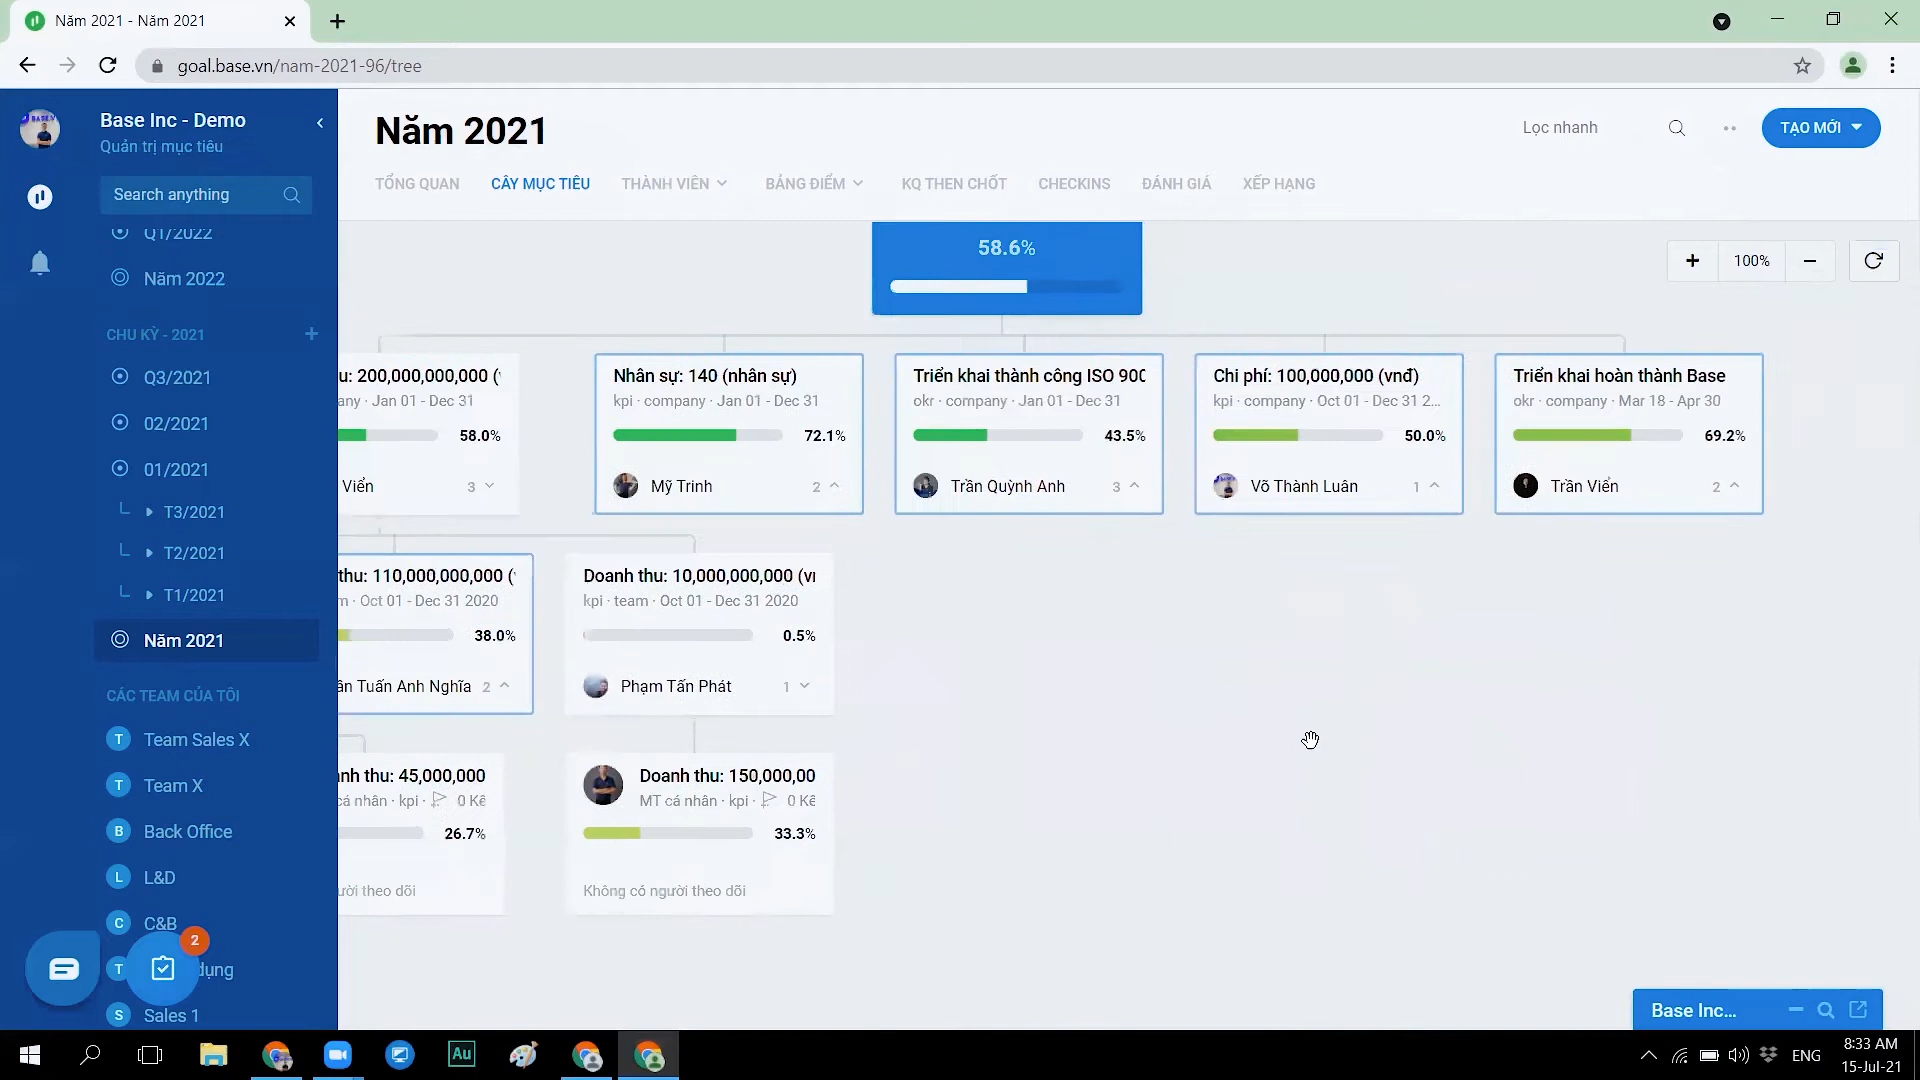 Năm 2021 - Năm 2021
goal.base.vn/nam-2021-96/tree
Base Inc - Demo
Quản trị mục tiêu
Search anything
Q1/2022
Năm 2022
CHU KỲ - 2021
Q3/2021
02/2021
01/2021
T3/2021
T2/2021
T1/2021
Năm 2021
CÁC TEAM CỦA TÔI
T Team Sales X
T Team X
B Back Office
L L&D
C C&B
2
T dụng
S Sales 1
Năm 2021
Lọc nhanh
TẠO MỚI
TỔNG QUAN CÂY MỤC TIÊU THÀNH VIÊN BẢNG ĐIỂM KQ THEN CHỐT CHECKINS ĐÁNH GIÁ XẾP HẠNG
58.6%
+ 100% −
u: 200,000,000,000 (
any · Jan 01 - Dec 31
58.0%
Viển 3
Nhân sự: 140 (nhân sự)
kpi · company · Jan 01 - Dec 31
72.1%
Mỹ Trinh 2
Triển khai thành công ISO 900
okr · company · Jan 01 - Dec 31
43.5%
Trần Quỳnh Anh 3
Chi phí: 100,000,000 (vnđ)
kpi · company · Oct 01 - Dec 31 2...
50.0%
Võ Thành Luân 1
Triển khai hoàn thành Base
okr · company · Mar 18 - Apr 30
69.2%
Trần Viển 2
thu: 110,000,000,000 (
m · Oct 01 - Dec 31 2020
38.0%
ần Tuấn Anh Nghĩa 2
Doanh thu: 10,000,000,000 (vn
kpi · team · Oct 01 - Dec 31 2020
0.5%
Phạm Tấn Phát 1
nh thu: 45,000,000
cá nhân · kpi · 0 Kế
26.7%
ười theo dõi
Doanh thu: 150,000,00
MT cá nhân · kpi · 0 Kế
33.3%
Không có người theo dõi
Base Inc...
Au
ENG
8:33 AM
15-Jul-21